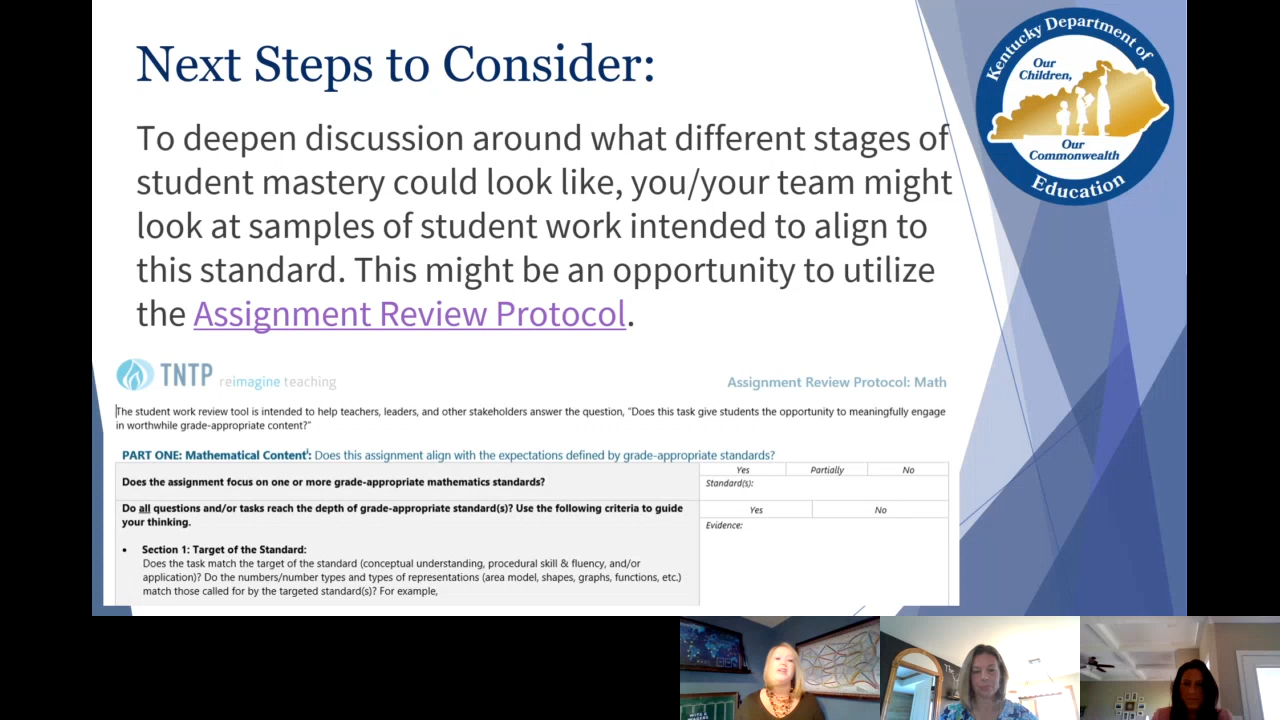 Next Steps to Consider:
To deepen discussion around what different stages of
student mastery could look like, you/your team might
look at samples of student work intended to align to
this standard. This might be an opportunity to utilize
the Assignment Review Protocol.
Kentucky Department of
Our
Children,
Our
Commonwealth
Education
TNTP reimagine teaching
Assignment Review Protocol: Math
The student work review tool is intended to help teachers, leaders, and other stakeholders answer the question, "Does this task give students the opportunity to meaningfully engage
in worthwhile grade-appropriate content?"
PART ONE: Mathematical Content¹: Does this assignment align with the expectations defined by grade-appropriate standards?
Does the assignment focus on one or more grade-appropriate mathematics standards?
Yes Partially No
Standard(s):
Do all questions and/or tasks reach the depth of grade-appropriate standard(s)? Use the following criteria to guide
your thinking.
Yes No
Evidence:
• Section 1: Target of the Standard:
Does the task match the target of the standard (conceptual understanding, procedural skill & fluency, and/or
application)? Do the numbers/number types and types of representations (area model, shapes, graphs, functions, etc.)
match those called for by the targeted standard(s)? For example,